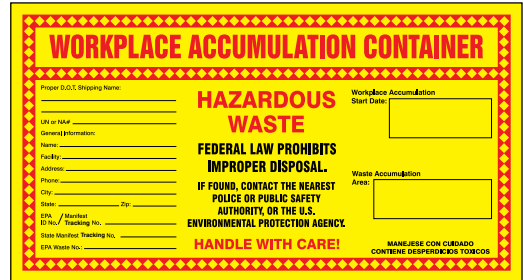 WORKPLACE ACCUMULATION CONTAINER
Proper D.O.T. Shipping Name:
UN or NA#
General Information:
Name:
Facility:
Address:
Phone:
City:
State: Zip:
EPA ID No. / Manifest Tracking No.
State Manifest Tracking No.
EPA Waste No.:
HAZARDOUS
WASTE
FEDERAL LAW PROHIBITS
IMPROPER DISPOSAL.
IF FOUND, CONTACT THE NEAREST
POLICE OR PUBLIC SAFETY
AUTHORITY, OR THE U.S.
ENVIRONMENTAL PROTECTION AGENCY.
HANDLE WITH CARE!
Workplace Accumulation
Start Date:
Waste Accumulation
Area:
MANEJESE CON CUIDADO
CONTIENE DESPERDICIOS TOXICOS